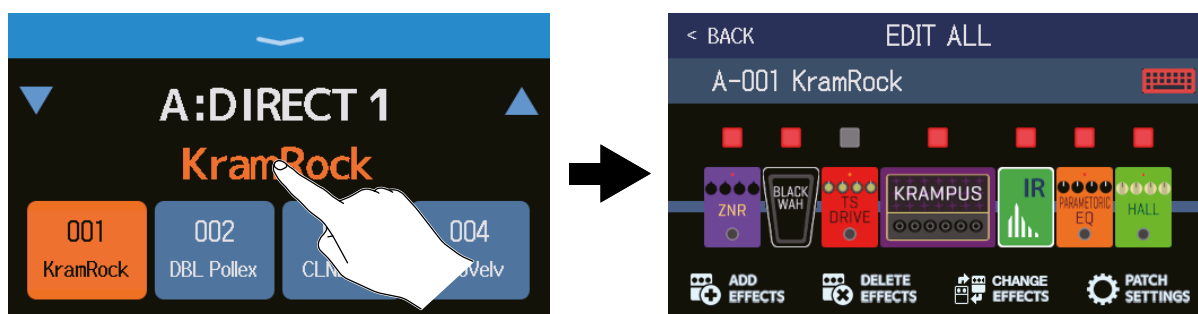 A:DIRECT 1
KramRock
001
KramRock
002
DBL Pollex
004
< BACK
EDIT ALL
A-001 KramRock
ZNR
BLACK
WAH
TS
DRIVE
KRAMPUS
IR
PARAMETORIC
EQ
HALL
ADD
EFFECTS
DELETE
EFFECTS
CHANGE
EFFECTS
PATCH
SETTINGS